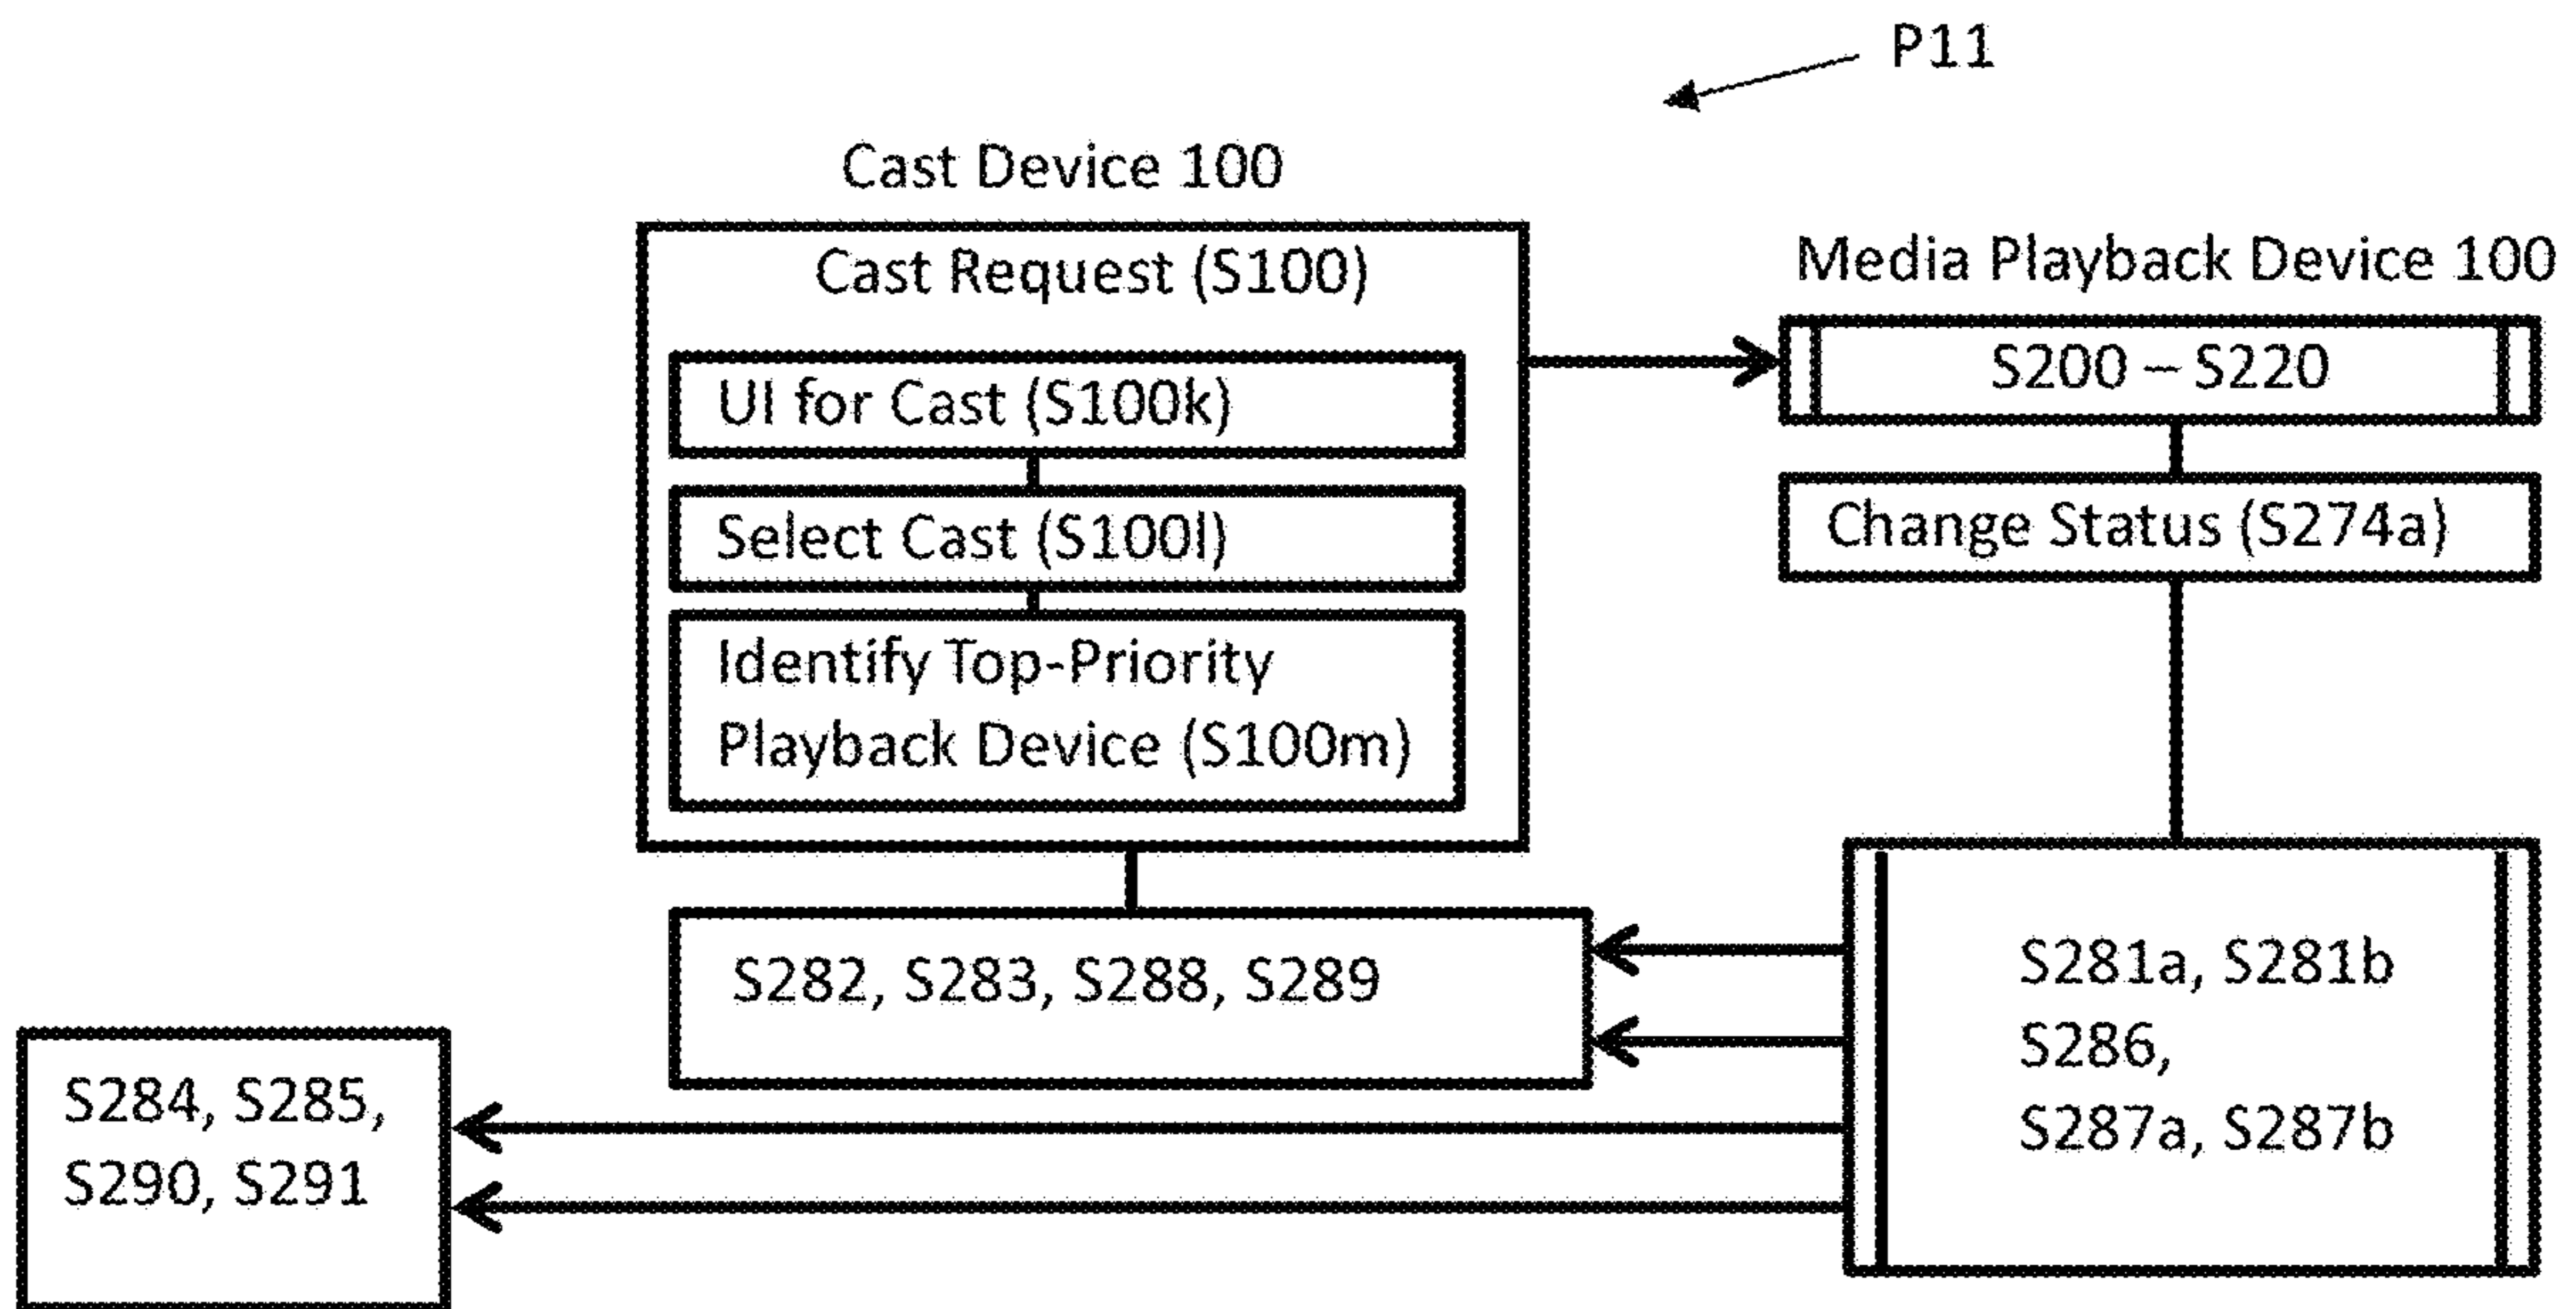 P11
Cast Device 100
Cast Request (S100)
UI for Cast (S100k)
Select Cast (S100l)
Identify Top-Priority
Playback Device (S100m)
Media Playback Device 100
S200 – S220
Change Status (S274a)
S282, S283, S288, S289
S281a, S281b
S286,
S287a, S287b
S284, S285,
S290, S291